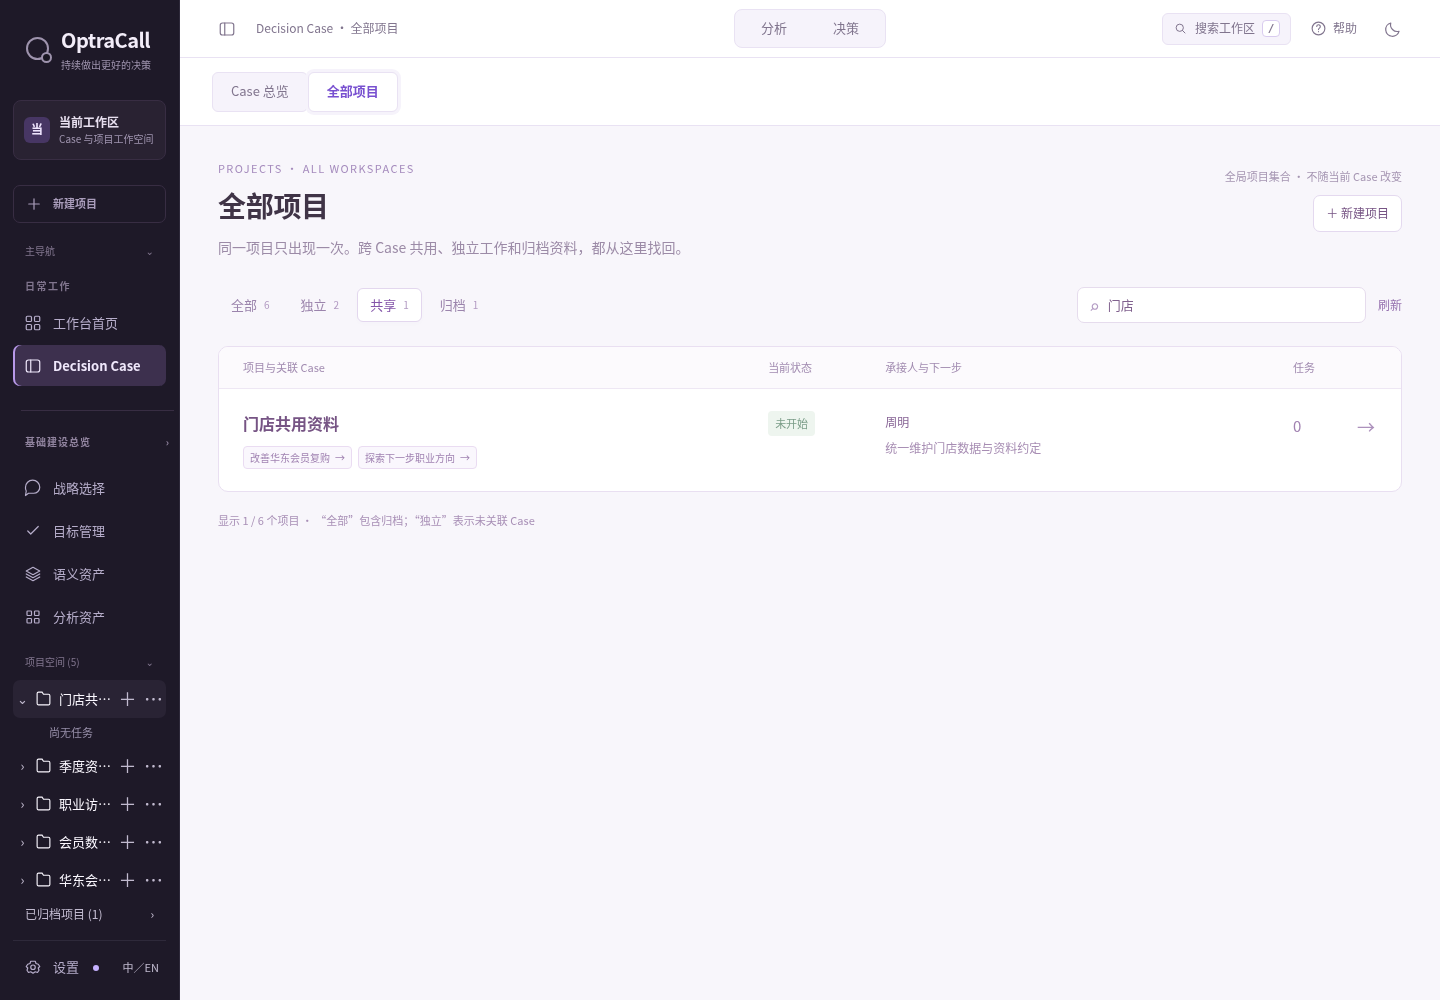 OptraCall
持续做出更好的决策
当
当前工作区
Case 与项目工作空间
新建项目
主导航
日常工作
工作台首页
Decision Case
基础建设总览
战略选择
目标管理
语义资产
分析资产
项目空间 (5)
门店共…
尚无任务
季度资…
职业访…
会员数…
华东会…
已归档项目 (1)
设置
中／EN
Decision Case · 全部项目
分析
决策
搜索工作区 /
帮助
Case 总览
全部项目
PROJECTS · ALL WORKSPACES
全部项目
同一项目只出现一次。跨 Case 共用、独立工作和归档资料，都从这里找回。
全局项目集合 · 不随当前 Case 改变
＋ 新建项目
全部 6
独立 2
共享 1
归档 1
门店
刷新
项目与关联 Case
当前状态
承接人与下一步
任务
门店共用资料
改善华东会员复购 →
探索下一步职业方向 →
未开始
周明
统一维护门店数据与资料约定
0
→
显示 1 / 6 个项目 · “全部”包含归档；“独立”表示未关联 Case